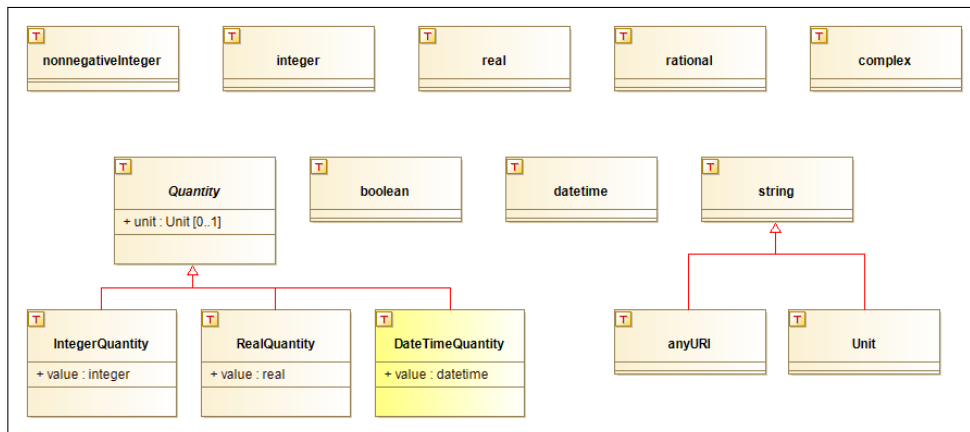 T
nonnegativeInteger
T
integer
T
real
T
rational
T
complex
T
Quantity
+ unit : Unit [0..1]
T
boolean
T
datetime
T
string
T
IntegerQuantity
+ value : integer
T
RealQuantity
+ value : real
T
DateTimeQuantity
+ value : datetime
T
anyURI
T
Unit